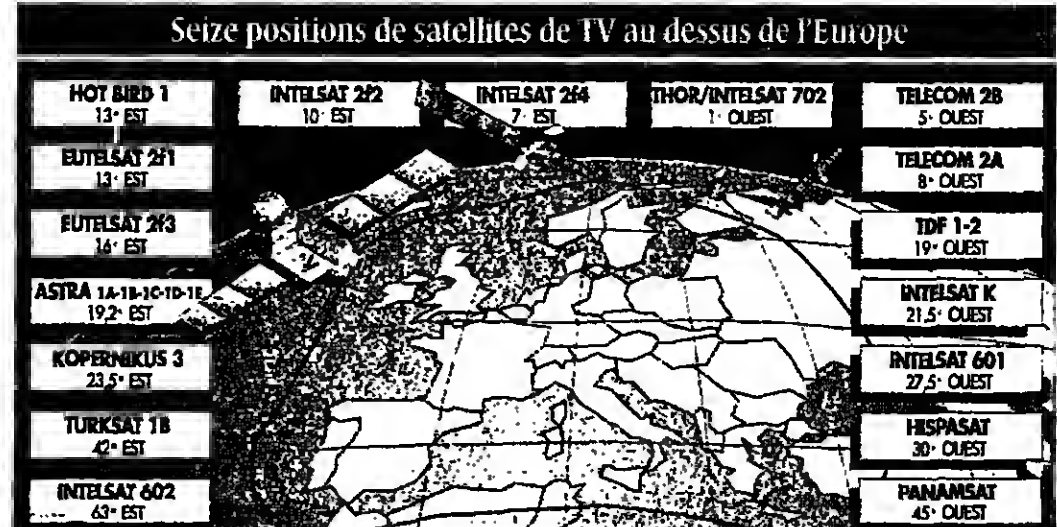 Seize positions de satellites de TV au dessus de l'Europe
HOT BIRD 1
13° EST
EUTELSAT 2f1
13° EST
EUTELSAT 2f3
16° EST
ASTRA 1A-1B-1C-1D-1E
19,2° EST
KOPERNIKUS 3
23,5° EST
TURKSAT 1B
42° EST
INTELSAT 602
63° EST
INTELSAT 2f2
10° EST
INTELSAT 2f4
7° EST
THOR/INTELSAT 702
1° OUEST
TELECOM 2B
5° OUEST
TELECOM 2A
8° OUEST
TDF 1-2
19° OUEST
INTELSAT K
21,5° OUEST
INTELSAT 601
27,5° OUEST
HISPASAT
30° OUEST
PANAMSAT
45° OUEST